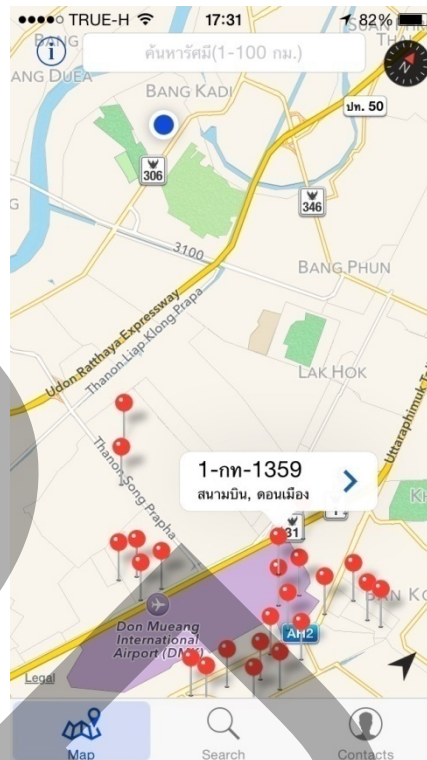 TRUE-H 17:31 82%
ค้นหารัศมี(1-100 กม.)
BANG
ANG DUEA
BANG KADI
ปท. 50
306
346
3100
BANG PHUN
Udon Ratthaya Expressway
Thanon Liap Klong Prapa
LAK HOK
Thanon Song Prapha
1-กท-1359
สนามบิน, ดอนเมือง
31
Don Mueang
International
Airport (DMK)
AH2
Legal
Map Search Contacts